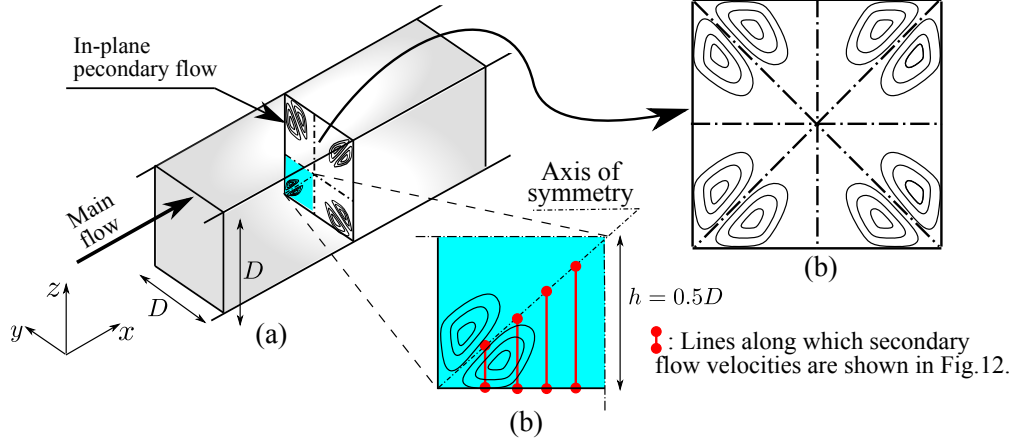 In-plane
pecondary flow
Main
flow
D
D
z
y
x
(a)
Axis of
symmetry
h = 0.5D
(b)
(b)
: Lines along which secondary
flow velocities are shown in Fig.12.